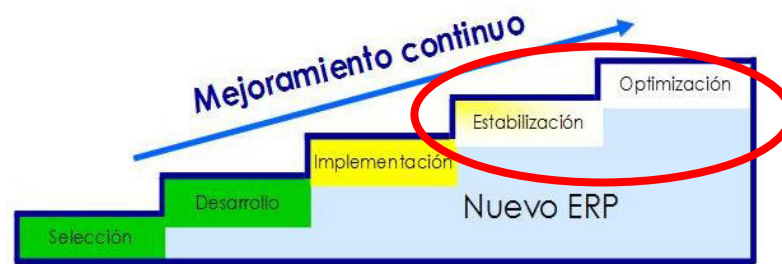 Mejoramiento continuo
Optimización
Estabilización
Implementación
Desarrollo
Nuevo ERP
Selección